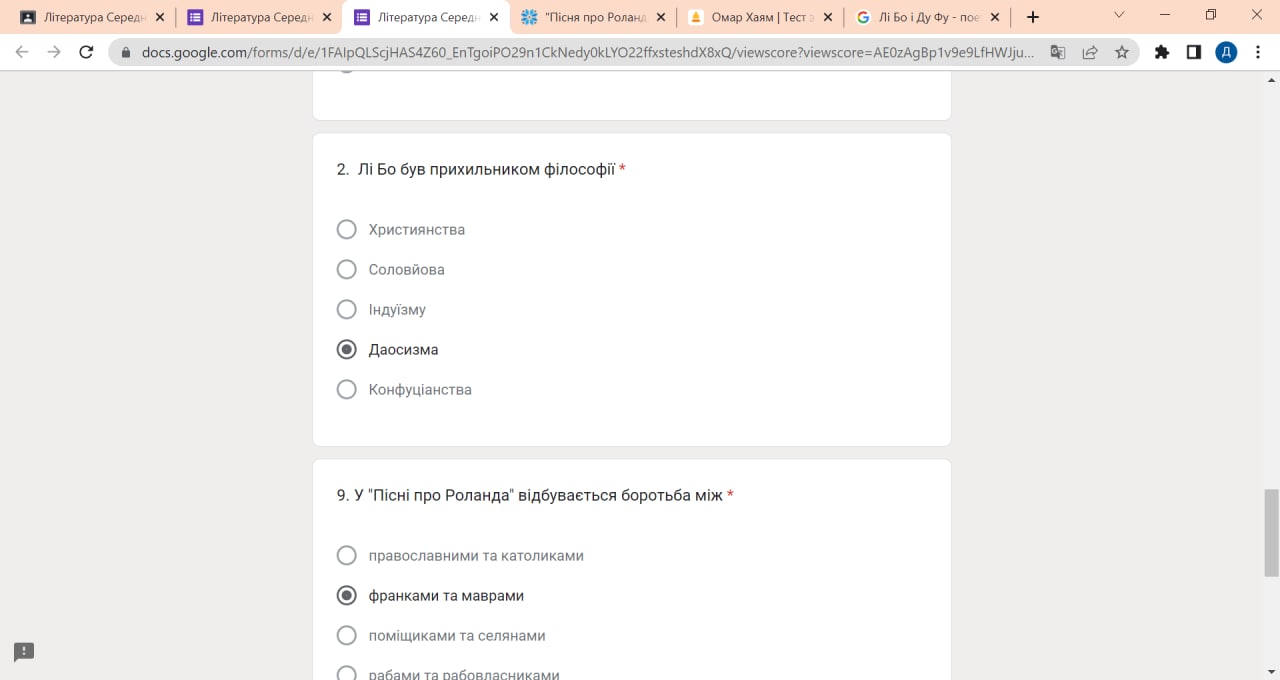 Література Середн
Література Середн
Література Середн
"Пісня про Роланд
Омар Хаям | Тест з
Лі Бо і Ду Фу - пое
docs.google.com/forms/d/e/1FAIpQLScjHAS4Z60_EnTgoiPO29n1CkNedy0kLYO22ffxsteshdX8xQ/viewscore?viewscore=AE0zAgBp1v9e9LfHWJju...
Д
2. Лі Бо був прихильником філософії *
Християнства
Соловйова
Індуїзму
Даосизма
Конфуціанства
9. У "Пісні про Роланда" відбувається боротьба між *
православними та католиками
франками та маврами
поміщиками та селянами
рабами та рабовласниками